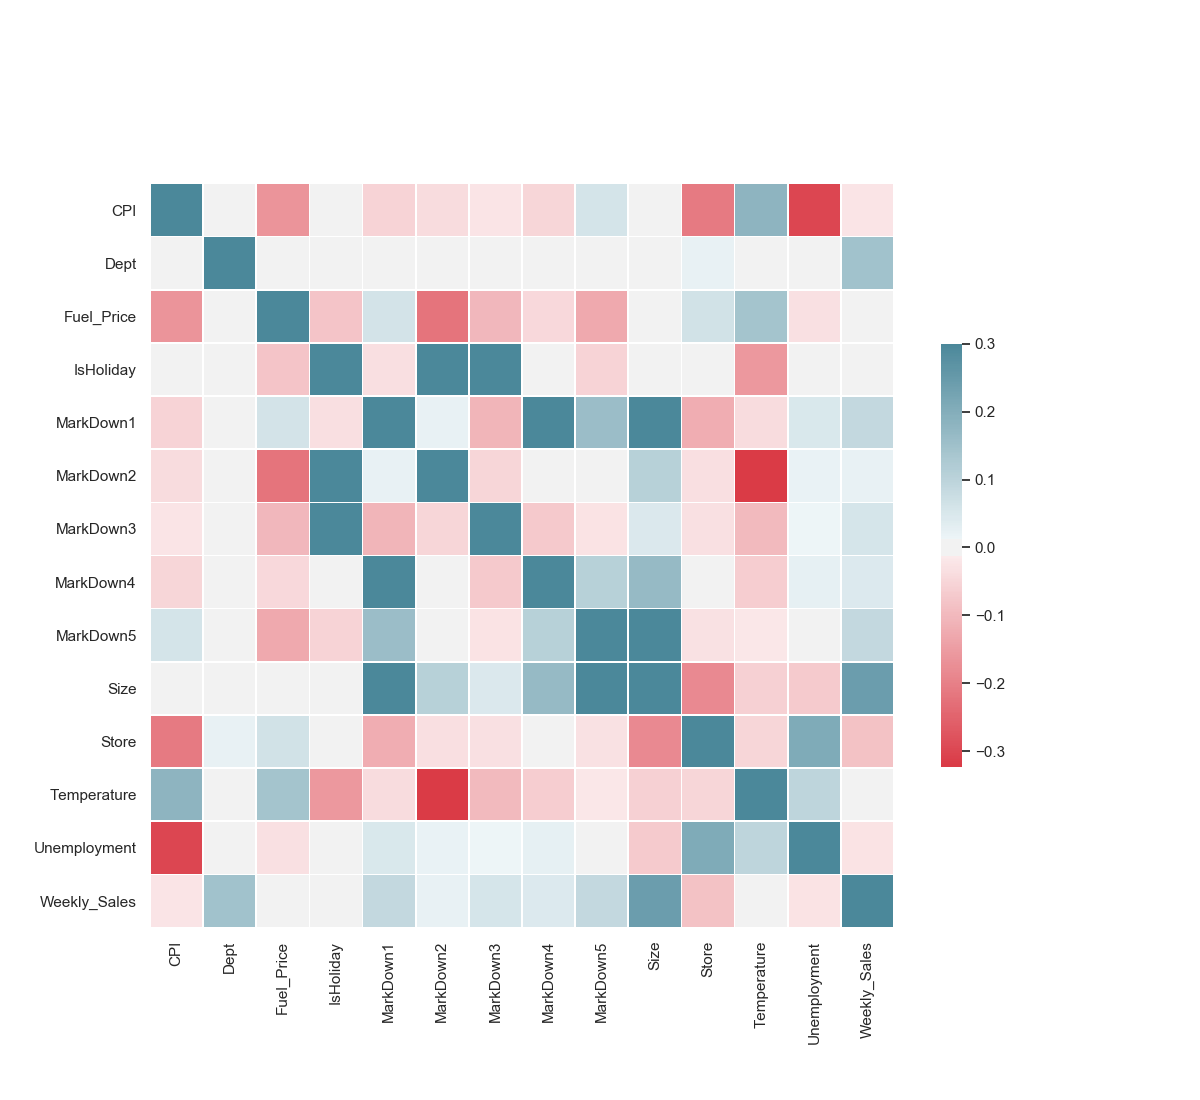 CPI
Dept
Fuel_Price
IsHoliday
MarkDown1
MarkDown2
MarkDown3
MarkDown4
MarkDown5
Size
Store
Temperature
Unemployment
Weekly_Sales
CPI
Dept
Fuel_Price
IsHoliday
MarkDown1
MarkDown2
MarkDown3
MarkDown4
MarkDown5
Size
Store
Temperature
Unemployment
Weekly_Sales
0.3
0.2
0.1
0.0
−0.1
−0.2
−0.3